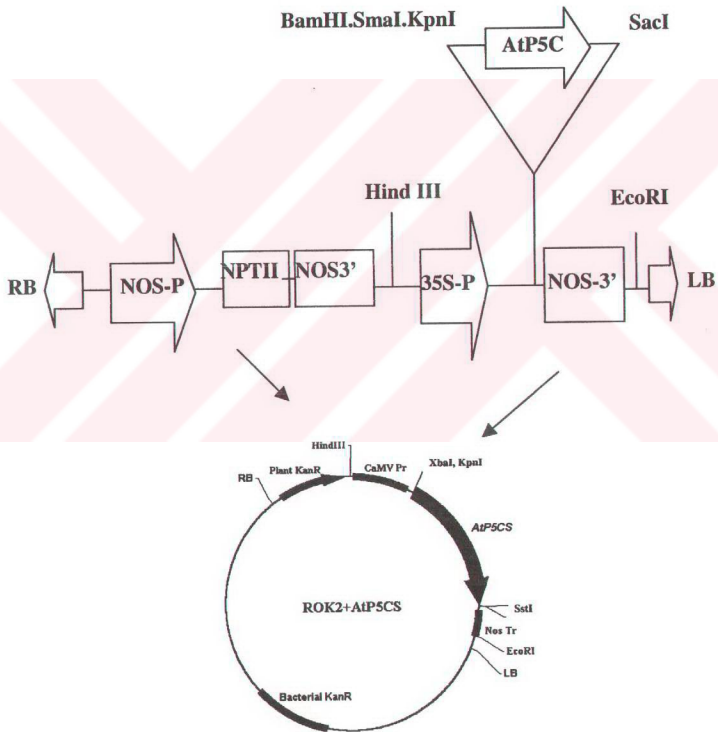 BamHI.SmaI.KpnI
SacI
AtP5C
Hind III
EcoRI
RB
NOS-P
NPTII
NOS3’
35S-P
NOS-3’
LB
HindIII
Plant KanR
CaMV Pr
XbaI, KpnI
RB
AtP5CS
ROK2+AtP5CS
SstI
Nos Tr
EcoRI
LB
Bacterial KanR